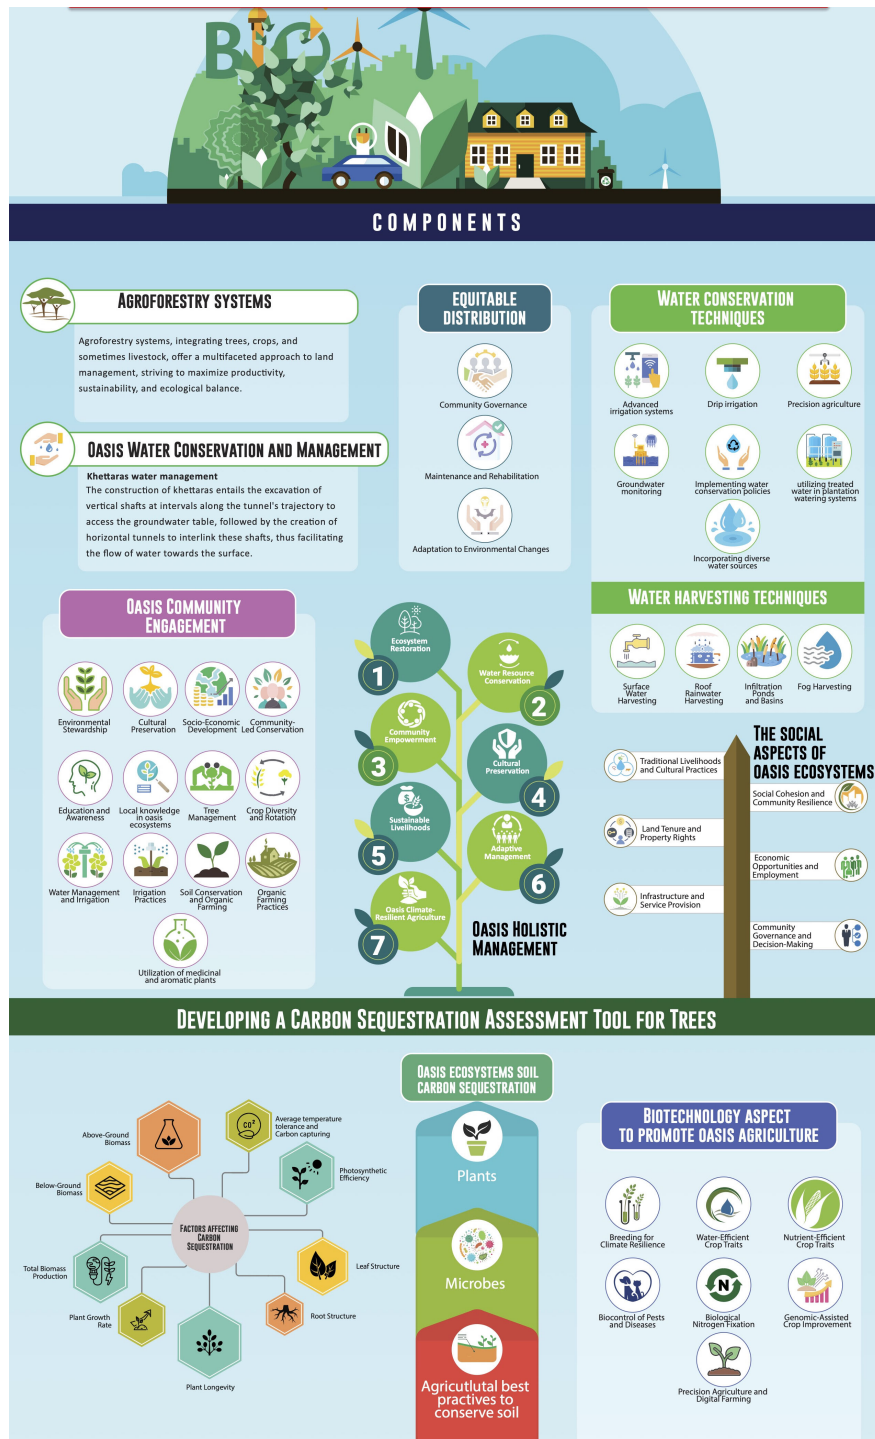 BIO
COMPONENTS
AGROFORESTRY SYSTEMS
Agroforestry systems, integrating trees, crops, and
sometimes livestock, offer a multifaceted approach to land
management, striving to maximize productivity,
sustainability, and ecological balance.
OASIS WATER CONSERVATION AND MANAGEMENT
Khettaras water management
The construction of khettaras entails the excavation of
vertical shafts at intervals along the tunnel's trajectory to
access the groundwater table, followed by the creation of
horizontal tunnels to interlink these shafts, thus facilitating
the flow of water towards the surface.
EQUITABLE
DISTRIBUTION
Community Governance
Maintenance and Rehabilitation
Adaptation to Environmental Changes
WATER CONSERVATION
TECHNIQUES
Advanced
irrigation systems
Drip irrigation
Precision agriculture
Groundwater
monitoring
Implementing water
conservation policies
utilizing treated
water in plantation
watering systems
Incorporating diverse
water sources
WATER HARVESTING TECHNIQUES
Surface
Water
Harvesting
Roof
Rainwater
Harvesting
Infiltration
Ponds
and Basins
Fog Harvesting
OASIS COMMUNITY
ENGAGEMENT
Environmental
Stewardship
Cultural
Preservation
Socio-Economic
Development
Community-
Led Conservation
Education and
Awareness
Local knowledge
in oasis
ecosystems
Tree
Management
Crop Diversity
and Rotation
Water Management
and Irrigation
Irrigation
Practices
Soil Conservation
and Organic
Farming
Organic
Farming
Practices
Utilization of medicinal
and aromatic plants
Ecosystem
Restoration
1
Water Resource
Conservation
2
Community
Empowerment
3
Cultural
Preservation
4
Sustainable
Livelihoods
5
Adaptive
Management
6
Oasis Climate-
Resilient Agriculture
7
OASIS HOLISTIC
MANAGEMENT
THE SOCIAL
ASPECTS OF
OASIS ECOSYSTEMS
Traditional Livelihoods
and Cultural Practices
Social Cohesion and
Community Resilience
Land Tenure and
Property Rights
Economic
Opportunities and
Employment
Infrastructure and
Service Provision
Community
Governance and
Decision-Making
DEVELOPING A CARBON SEQUESTRATION ASSESSMENT TOOL FOR TREES
FACTORS AFFECTING
CARBON
SEQUESTRATION
Above-Ground
Biomass
CO²
Average temperature
tolerance and
Carbon capturing
Below-Ground
Biomass
Photosynthetic
Efficiency
Total Biomass
Production
Leaf Structure
Plant Growth
Rate
Root Structure
Plant Longevity
OASIS ECOSYSTEMS SOIL
CARBON SEQUESTRATION
Plants
Microbes
Agricutlutal best
practives to
conserve soil
BIOTECHNOLOGY ASPECT
TO PROMOTE OASIS AGRICULTURE
Breeding for
Climate Resilience
Water-Efficient
Crop Traits
Nutrient-Efficient
Crop Traits
Biocontrol of Pests
and Diseases
N
Biological
Nitrogen Fixation
Genomic-Assisted
Crop Improvement
Precision Agriculture and
Digital Farming